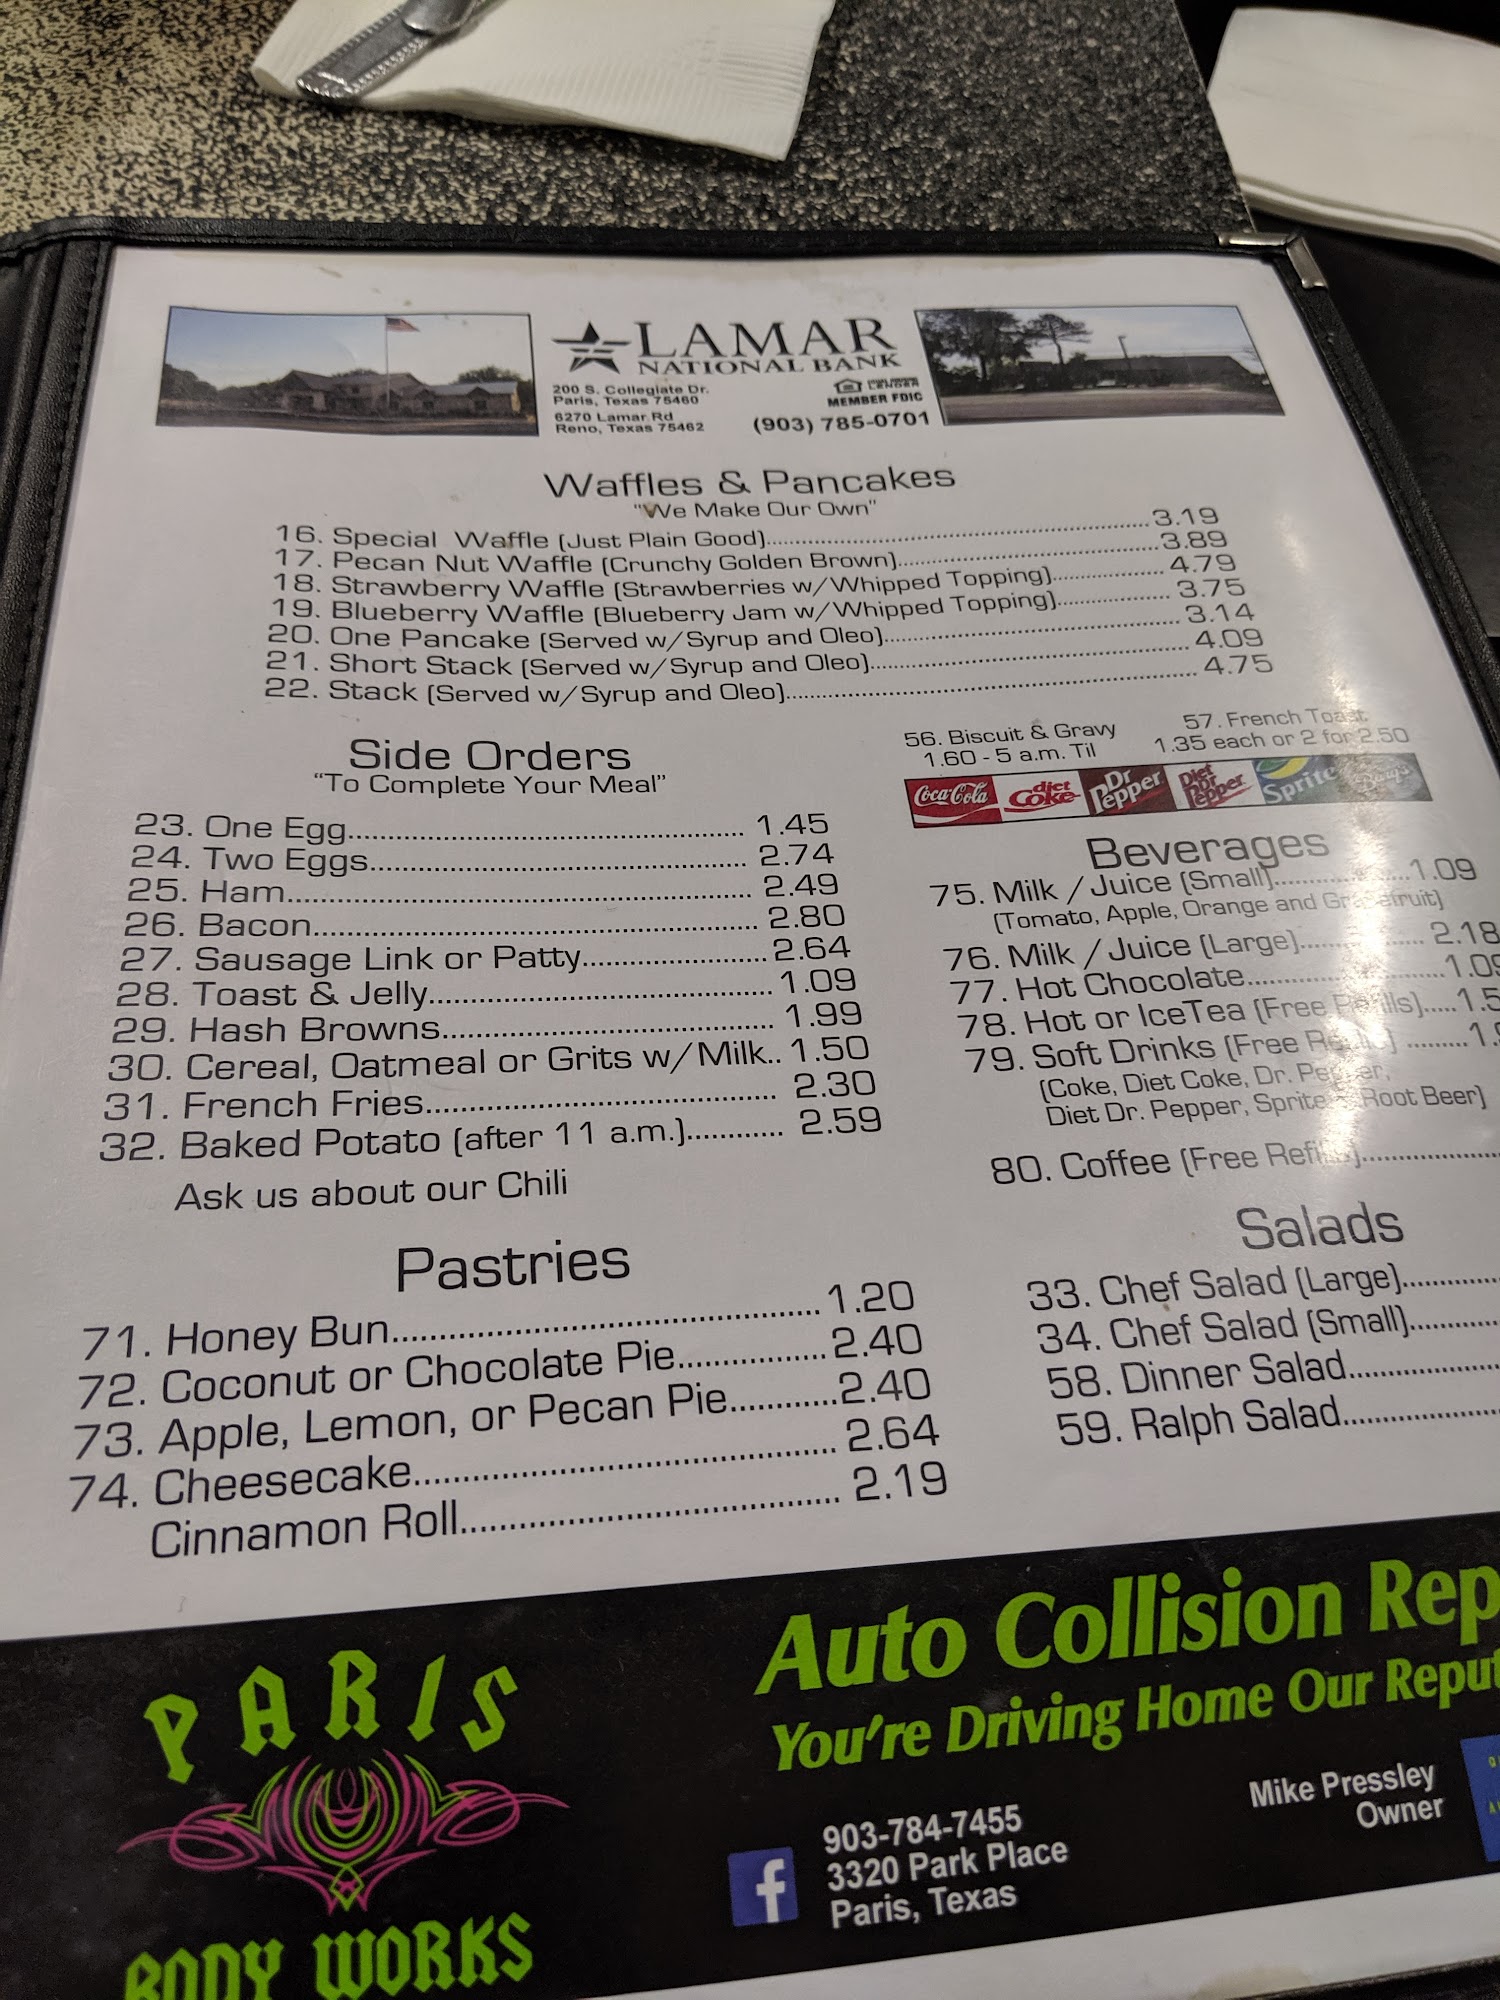 LAMAR
NATIONAL BANK
200 S. Collegiate Dr.
Paris, Texas 75460
6270 Lamar Rd
Reno, Texas 75462
LENDER
MEMBER FDIC
(903) 785-0701
Waffles & Pancakes
"We Make Our Own"
16. Special Waffle (Just Plain Good)..........3.19
17. Pecan Nut Waffle (Crunchy Golden Brown)..........3.89
18. Strawberry Waffle (Strawberries w/Whipped Topping)..........4.79
19. Blueberry Waffle (Blueberry Jam w/Whipped Topping)..........3.75
20. One Pancake (Served w/Syrup and Oleo)..........3.14
21. Short Stack (Served w/Syrup and Oleo)..........4.09
22. Stack (Served w/Syrup and Oleo)..........4.75
Side Orders
"To Complete Your Meal"
23. One Egg.......... 1.45
24. Two Eggs.......... 2.74
25. Ham.......... 2.49
26. Bacon.......... 2.80
27. Sausage Link or Patty.......... 2.64
28. Toast & Jelly.......... 1.09
29. Hash Browns.......... 1.99
30. Cereal, Oatmeal or Grits w/Milk.. 1.50
31. French Fries.......... 2.30
32. Baked Potato (after 11 a.m.).......... 2.59
Ask us about our Chili
Pastries
71. Honey Bun..........1.20
72. Coconut or Chocolate Pie..........2.40
73. Apple, Lemon, or Pecan Pie..........2.40
74. Cheesecake.......... 2.64
Cinnamon Roll.......... 2.19
56. Biscuit & Gravy
1.60 - 5 a.m. Til
57. French Toast
1.35 each or 2 for 2.50
Coca-Cola
diet Coke
Dr Pepper
Diet Dr Pepper
Sprite
Barq's
Beverages
75. Milk / Juice (Small)..........1.09
(Tomato, Apple, Orange and Grapefruit)
76. Milk / Juice (Large).......... 2.18
77. Hot Chocolate..........1.09
78. Hot or IceTea (Free Refills).....1.5
79. Soft Drinks (Free Refills) .........1.
(Coke, Diet Coke, Dr. Pepper,
Diet Dr. Pepper, Sprite Root Beer)
80. Coffee (Free Refills)..........
Salads
33. Chef Salad (Large)..........
34. Chef Salad (Small)..........
58. Dinner Salad..........
59. Ralph Salad..........
PARIS
BODY WORKS
Auto Collision Rep
You're Driving Home Our Reput
Mike Pressley
Owner
f
903-784-7455
3320 Park Place
Paris, Texas